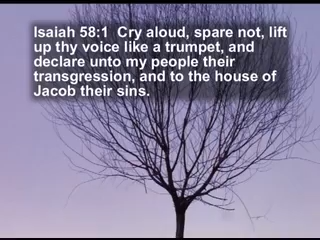 Isaiah 58:1  Cry aloud, spare not, lift
up thy voice like a trumpet, and
declare unto my people their
transgression, and to the house of
Jacob their sins.